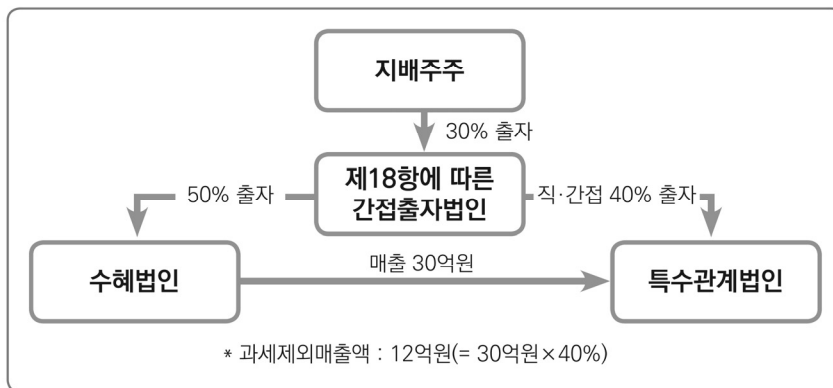 지배주주
30% 출자
제18항에 따른
간접출자법인
50% 출자
직·간접 40% 출자
수혜법인
매출 30억원
특수관계법인
* 과세제외매출액 : 12억원(= 30억원×40%)